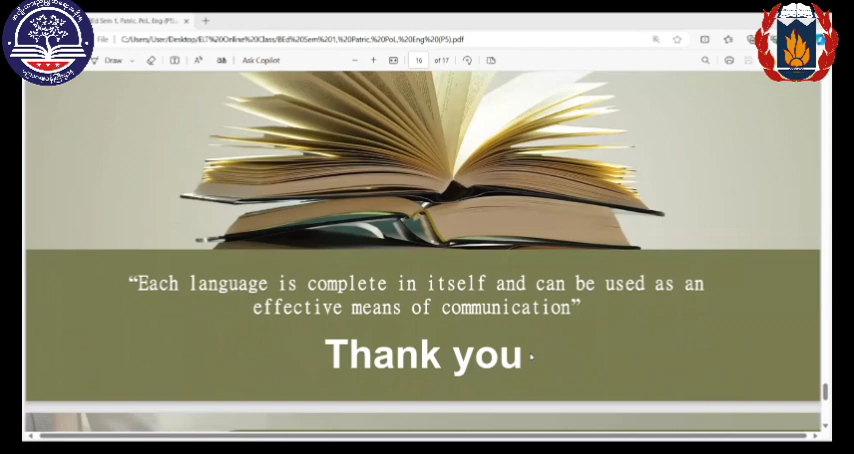 Ed Sem 1, Patric, PoL, Eng (P5).
File
C:/Users/User/Desktop/ELT%20Online%20Class/BEd%20Sem%201,%20Patric,%20PoL,%20Eng%20(P5).pdf
Draw
Ask Copilot
16
of 17
“Each language is complete in itself and can be used as an
effective means of communication”
Thank you